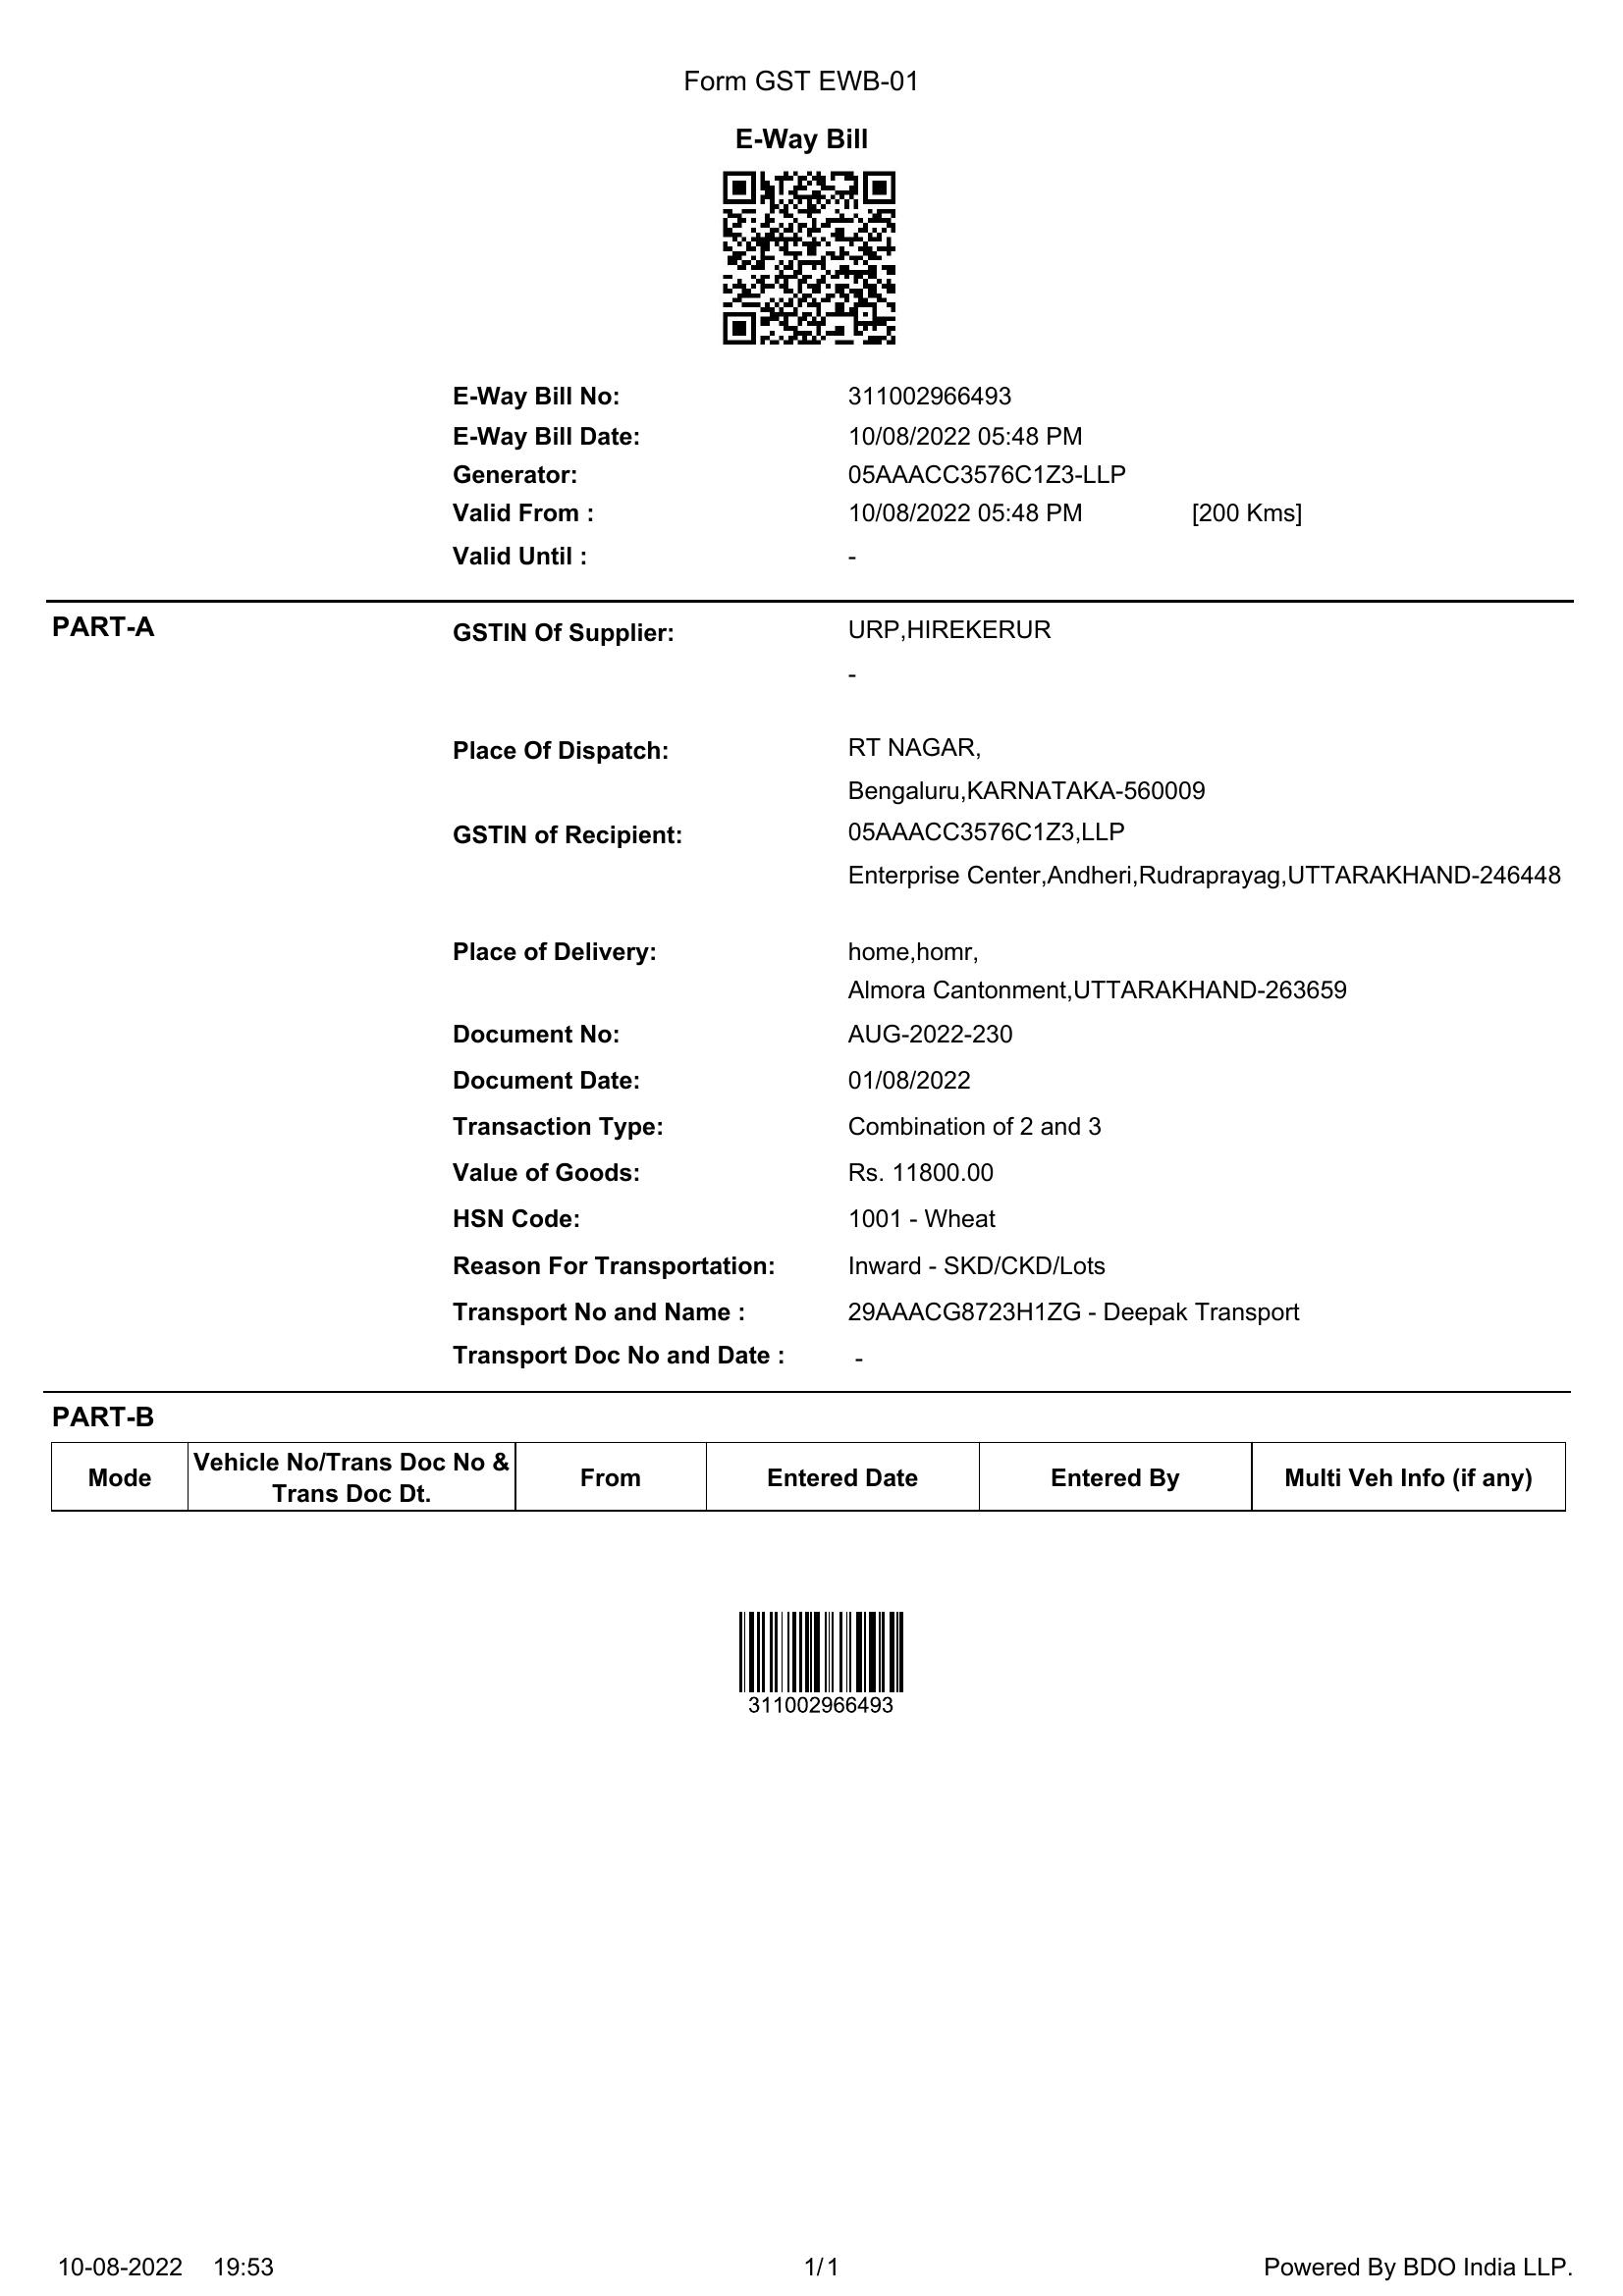 Form GST EWB-01
E-Way Bill
E-Way Bill No: 311002966493
E-Way Bill Date: 10/08/2022 05:48 PM
Generator: 05AAACC3576C1Z3-LLP
Valid From : 10/08/2022 05:48 PM [200 Kms]
Valid Until : -
PART-A
GSTIN Of Supplier: URP,HIREKERUR
-
Place Of Dispatch: RT NAGAR,
Bengaluru,KARNATAKA-560009
GSTIN of Recipient: 05AAACC3576C1Z3,LLP
Enterprise Center,Andheri,Rudraprayag,UTTARAKHAND-246448
Place of Delivery: home,homr,
Almora Cantonment,UTTARAKHAND-263659
Document No: AUG-2022-230
Document Date: 01/08/2022
Transaction Type: Combination of 2 and 3
Value of Goods: Rs. 11800.00
HSN Code: 1001 - Wheat
Reason For Transportation: Inward - SKD/CKD/Lots
Transport No and Name : 29AAACG8723H1ZG - Deepak Transport
Transport Doc No and Date : -
PART-B
Mode Vehicle No/Trans Doc No & Trans Doc Dt. From Entered Date Entered By Multi Veh Info (if any)
311002966493
10-08-2022 19:53 1/1 Powered By BDO India LLP.